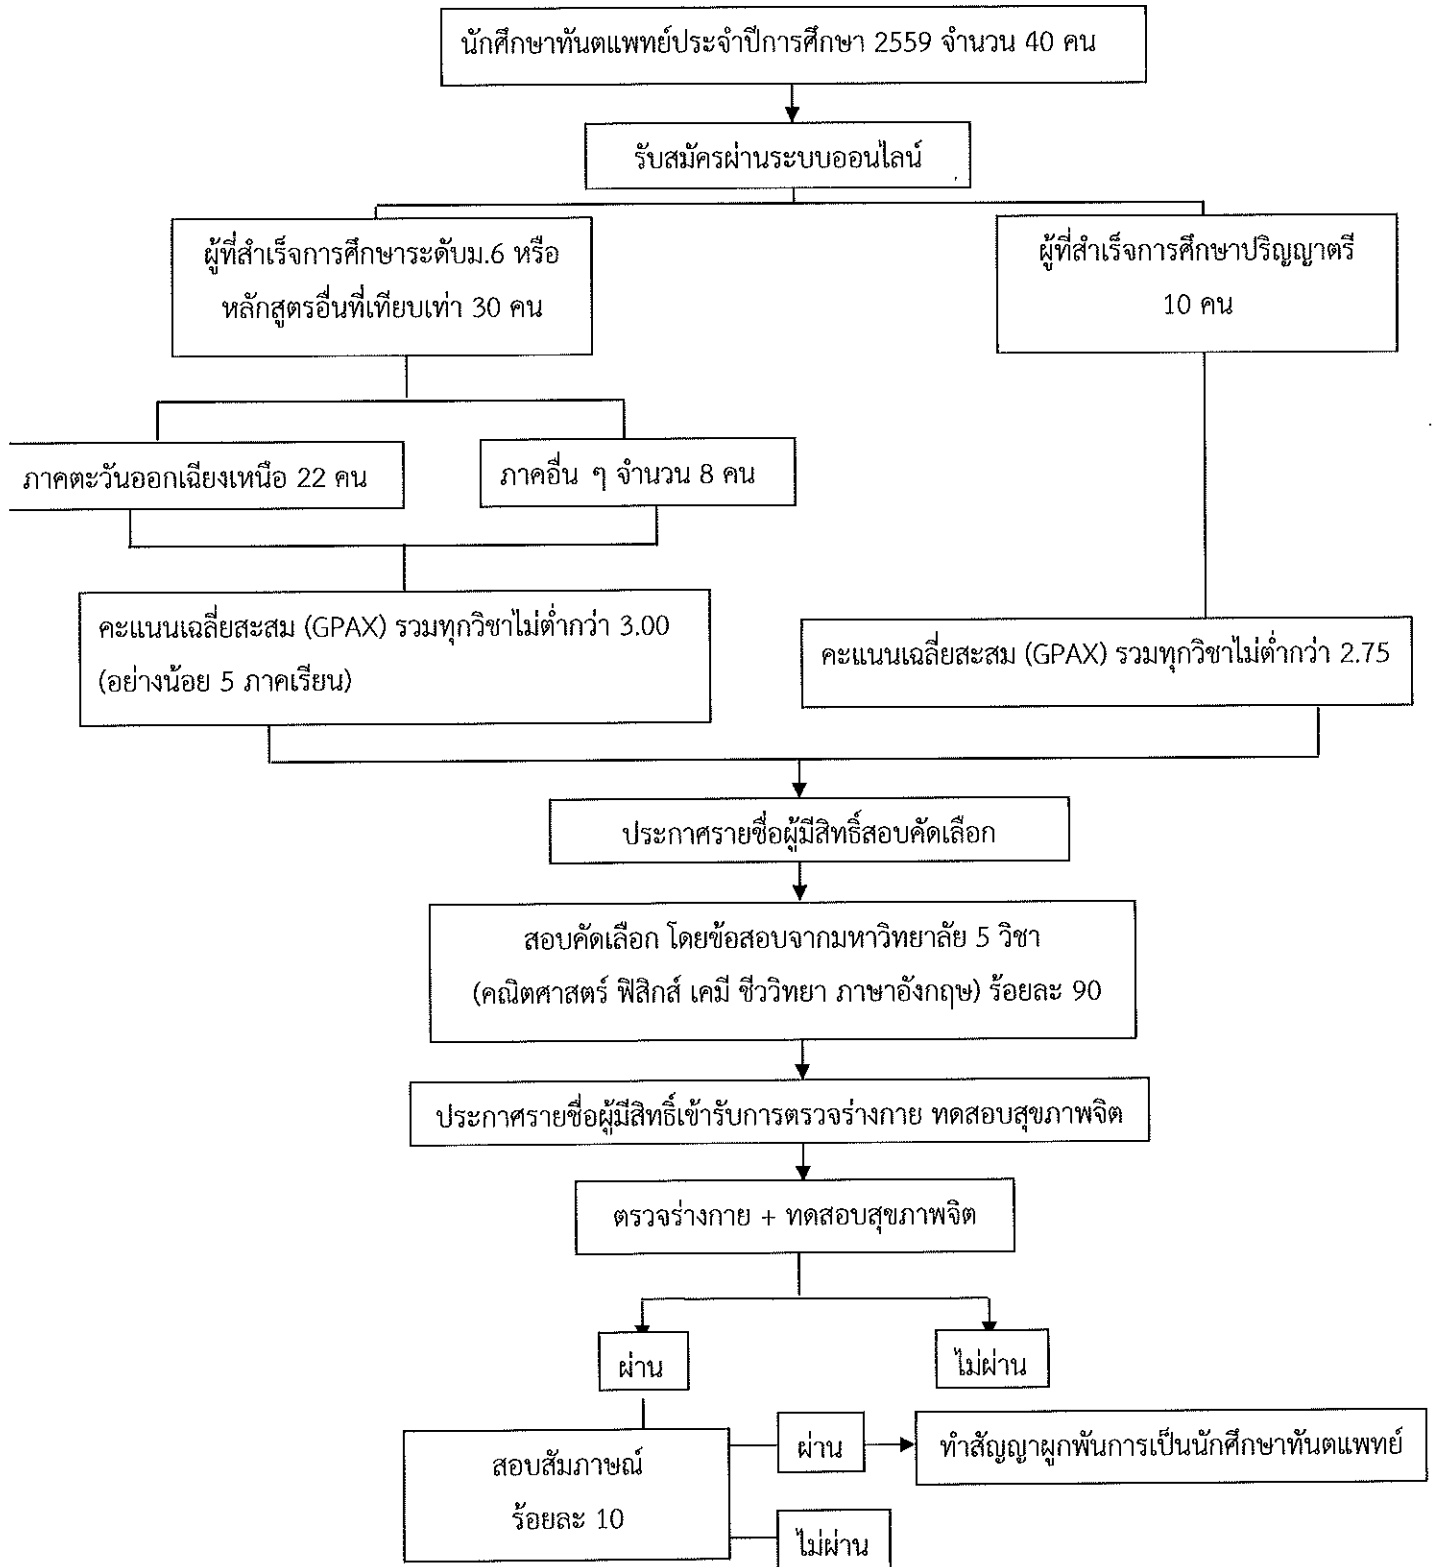 นักศึกษาทันตแพทย์ประจำปีการศึกษา 2559 จำนวน 40 คน
รับสมัครผ่านระบบออนไลน์
ผู้ที่สำเร็จการศึกษาระดับม.6 หรือ
หลักสูตรอื่นที่เทียบเท่า 30 คน
ผู้ที่สำเร็จการศึกษาปริญญาตรี
10 คน
ภาคตะวันออกเฉียงเหนือ 22 คน
ภาคอื่น ๆ จำนวน 8 คน
คะแนนเฉลี่ยสะสม (GPAX) รวมทุกวิชาไม่ต่ำกว่า 3.00
(อย่างน้อย 5 ภาคเรียน)
คะแนนเฉลี่ยสะสม (GPAX) รวมทุกวิชาไม่ต่ำกว่า 2.75
ประกาศรายชื่อผู้มีสิทธิ์สอบคัดเลือก
สอบคัดเลือก โดยข้อสอบจากมหาวิทยาลัย 5 วิชา
(คณิตศาสตร์ ฟิสิกส์ เคมี ชีววิทยา ภาษาอังกฤษ) ร้อยละ 90
ประกาศรายชื่อผู้มีสิทธิ์เข้ารับการตรวจร่างกาย ทดสอบสุขภาพจิต
ตรวจร่างกาย + ทดสอบสุขภาพจิต
ผ่าน
ไม่ผ่าน
สอบสัมภาษณ์
ร้อยละ 10
ผ่าน
ทำสัญญาผูกพันการเป็นนักศึกษาทันตแพทย์
ไม่ผ่าน